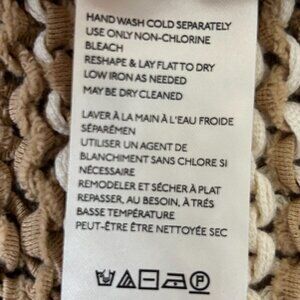 HAND WASH COLD SEPARATELY
USE ONLY NON-CHLORINE
BLEACH
RESHAPE & LAY FLAT TO DRY
LOW IRON AS NEEDED
MAY BE DRY CLEANED
LAVER À LA MAIN À L'EAU FROIDE
SÉPARÉMEN
UTILISER UN AGENT DE
BLANCHIMENT SANS CHLORE SI
NÉCESSAIRE
REMODELER ET SÉCHER À PLAT
REPASSER, AU BESOIN, À TRÉS
BASSE TEMPÉRATURE
PEUT-ÊTRE ÊTRE NETTOYÉE SEC
P